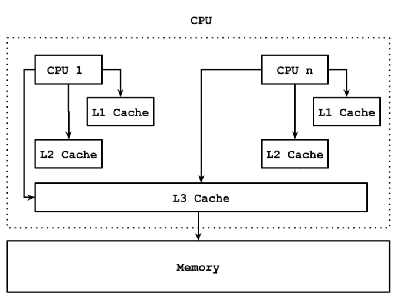 CPU
CPU 1
CPU n
L1 Cache
L1 Cache
L2 Cache
L2 Cache
L3 Cache
Memory